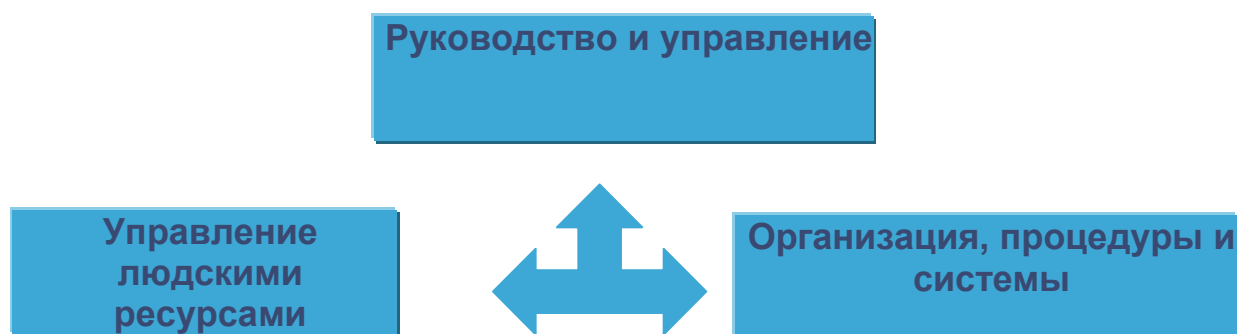 Руководство и управление
Управление
людскими
ресурсами
Организация, процедуры и
системы